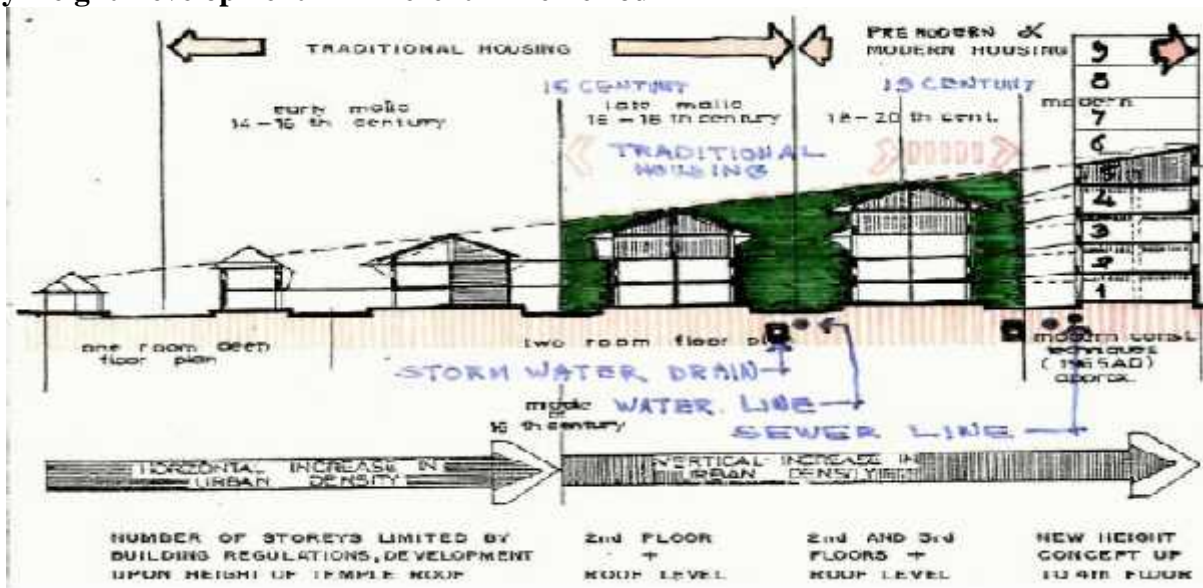 TRADITIONAL HOUSING
PRE MODERN &
MODERN HOUSING
15 CENTURY
19 CENTURY
early malla
14 - 16 th century
late malla
16 - 18 th century
18 - 20 th cent.
modern
TRADITIONAL
HOUSING
9
8
7
6
5
4
3
2
1
one room deep
floor plan
two room floor
modern const.
techniques
(1965AD)
approx.
STORM WATER DRAIN
WATER LINE
SEWER LINE
16 th century
HORIZONTAL INCREASE IN
URBAN DENSITY
VERTICAL INCREASE IN
URBAN DENSITY
NUMBER OF STOREYS LIMITED BY
BUILDING REGULATIONS, DEVELOPMENT
UPON HEIGHT OF TEMPLE ROOF
2nd FLOOR
+
ROOF LEVEL
2nd AND 3rd
FLOORS +
ROOF LEVEL
NEW HEIGHT
CONCEPT UP
TO 4th FLOOR